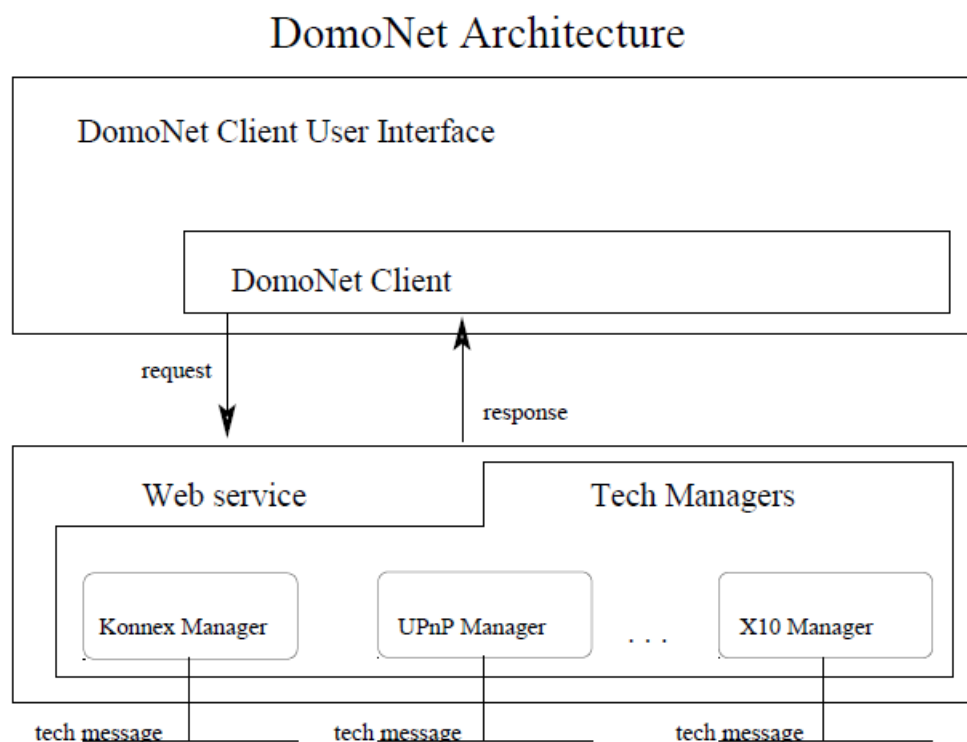 DomoNet Architecture
DomoNet Client User Interface
DomoNet Client
request
response
Web service
Tech Managers
Konnex Manager
UPnP Manager
. . .
X10 Manager
tech message
tech message
tech message